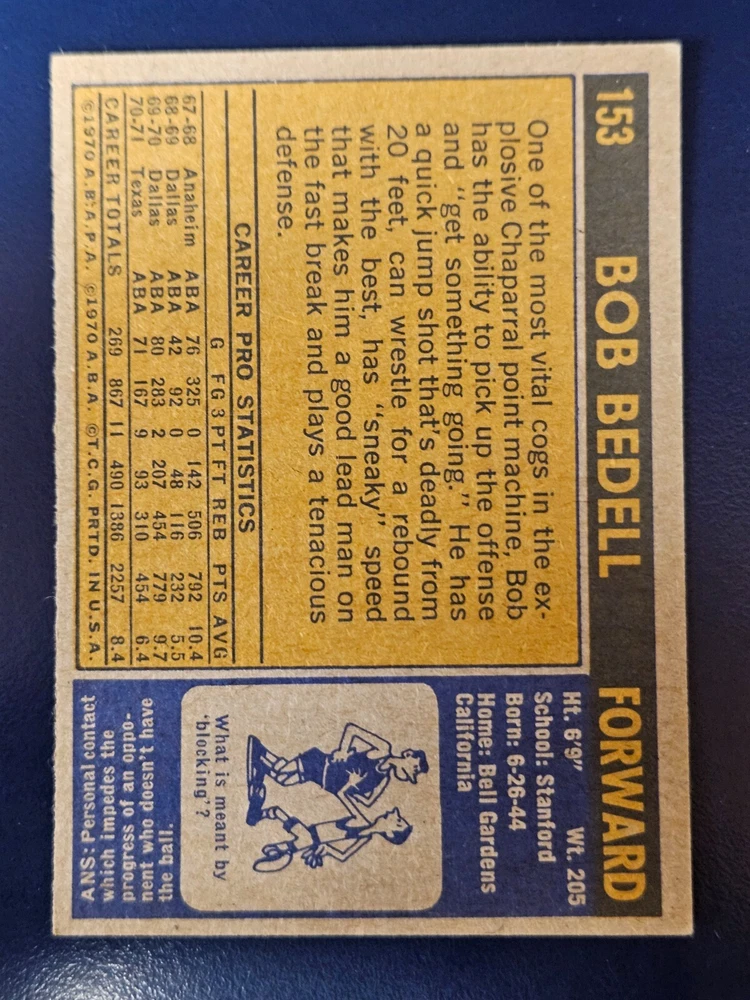 153 BOB BEDELL FORWARD
One of the most vital cogs in the ex-
plosive Chaparral point machine, Bob
has the ability to pick up the offense
and "get something going." He has
a quick jump shot that's deadly from
20 feet, can wrestle for a rebound
with the best, has "sneaky" speed
that makes him a good lead man on
the fast break and plays a tenacious
defense.
CAREER PRO STATISTICS
G FG 3PT FT REB PTS AVG
67-68 Anaheim ABA 76 325 0 142 506 792 10.4
68-69 Dallas ABA 42 92 0 48 116 232 5.5
69-70 Dallas ABA 80 283 2 207 454 779 9.7
70-71 Texas ABA 71 167 9 93 310 454 6.4
CAREER TOTALS 269 867 11 490 1386 2257 8.4
©1970 A.B.A.P.A. ©1970 A.B.A. ©T.C.G. PRTD. IN U.S.A.
Ht. 6'9" Wt. 205
School: Stanford
Born: 6-26-44
Home: Bell Gardens
California
What is meant by
'blocking'?
ANS: Personal contact
which impedes the
progress of an oppo-
nent who doesn't have
the ball.